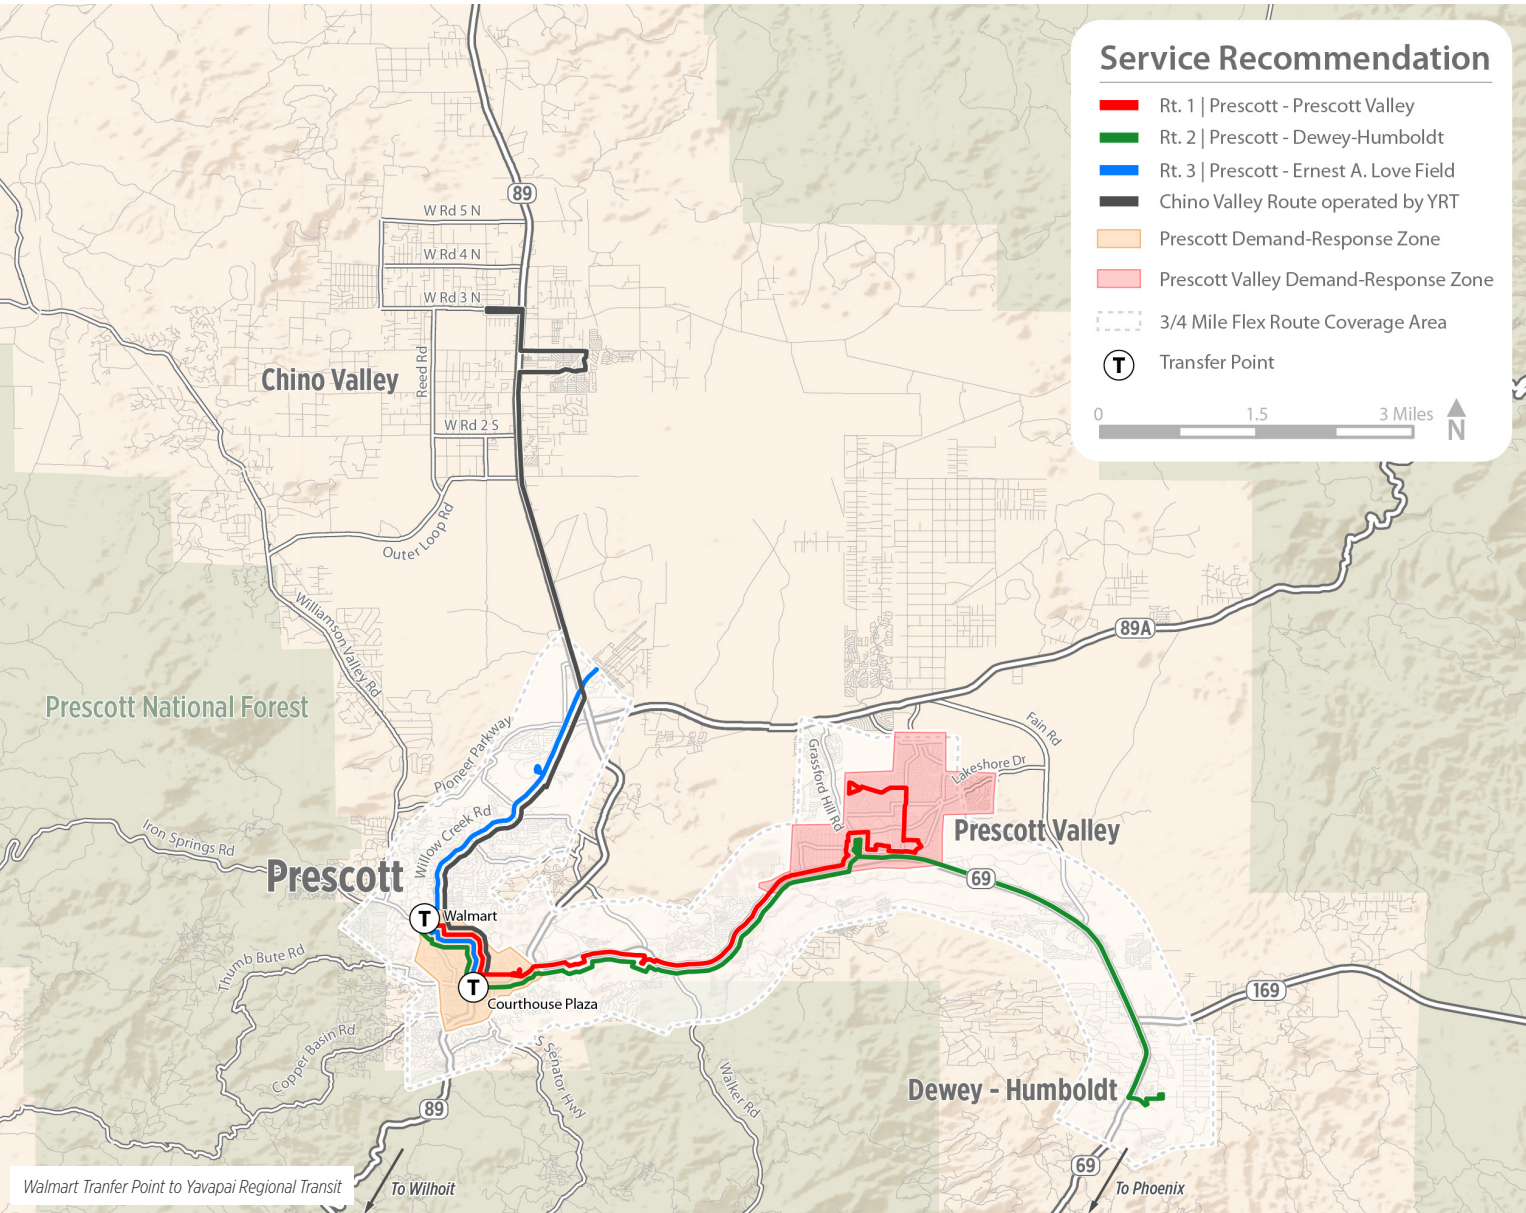 Service Recommendation
Rt. 1 | Prescott - Prescott Valley
Rt. 2 | Prescott - Dewey-Humboldt
Rt. 3 | Prescott - Ernest A. Love Field
Chino Valley Route operated by YRT
Prescott Demand-Response Zone
Prescott Valley Demand-Response Zone
3/4 Mile Flex Route Coverage Area
T Transfer Point
0 1.5 3 Miles
N
89
W Rd 5 N
W Rd 4 N
W Rd 3 N
Chino Valley
Reed Rd
W Rd 2 S
Outer Loop Rd
Williamson Valley Rd
89A
Prescott National Forest
Pioneer Parkway
Fain Rd
Grassford Hill Rd
Lakeshore Dr
Iron Springs Rd
Willow Creek Rd
Prescott Valley
Prescott
69
T Walmart
Thumb Bute Rd
T
Courthouse Plaza
169
Copper Basin Rd
S Senator Hwy
Walker Rd
Dewey - Humboldt
89
69
To Wilhoit
To Phoenix
Walmart Tranfer Point to Yavapai Regional Transit